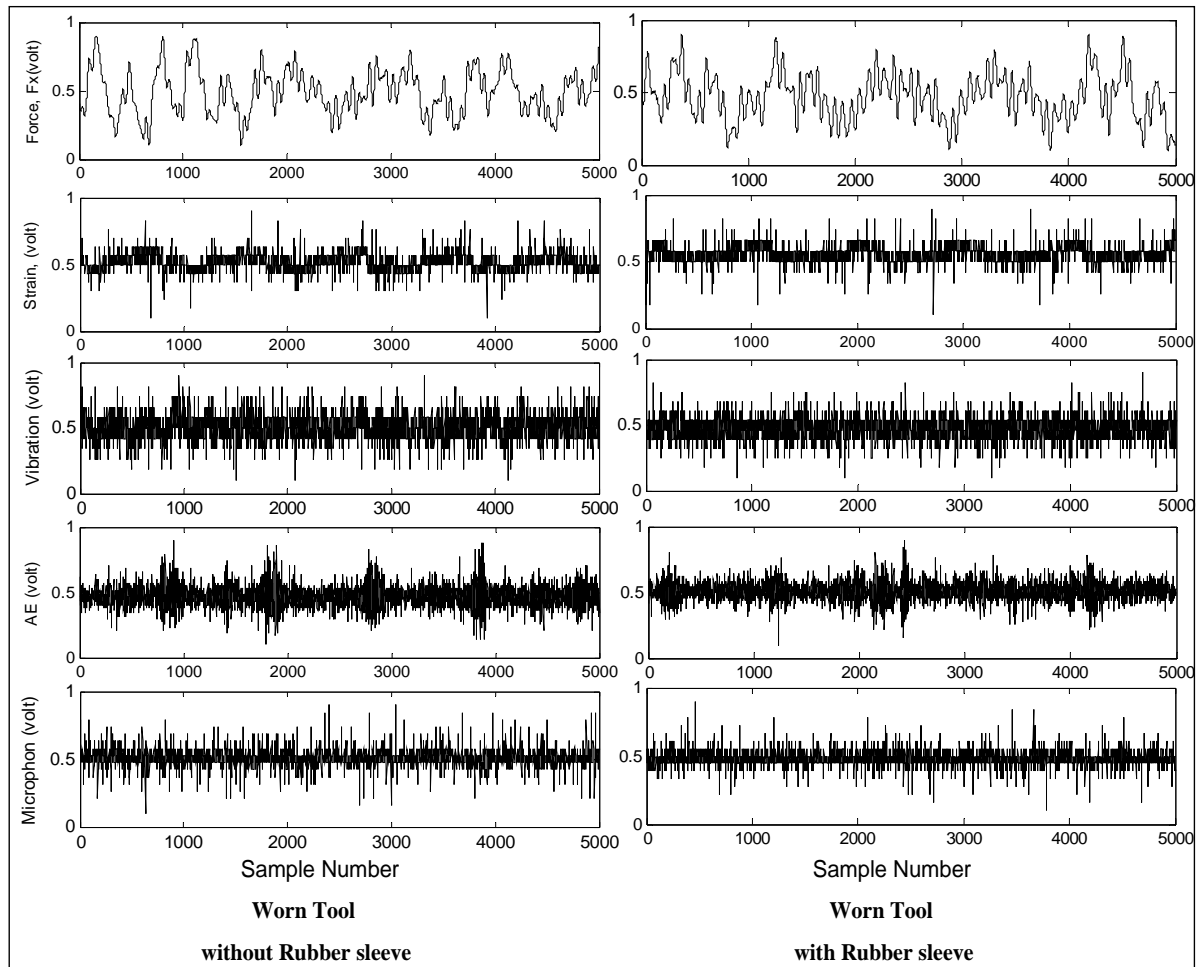 1
Force, Fx(volt)
0.5
0
0 1000 2000 3000 4000 5000
1
0.5
0
0 1000 2000 3000 4000 5000
1
Strain, (volt)
0.5
0
0 1000 2000 3000 4000 5000
1
0.5
0
0 1000 2000 3000 4000 5000
1
Vibration (volt)
0.5
0
0 1000 2000 3000 4000 5000
1
0.5
0
0 1000 2000 3000 4000 5000
1
AE (volt)
0.5
0
0 1000 2000 3000 4000 5000
1
0.5
0
0 1000 2000 3000 4000 5000
1
Microphon (volt)
0.5
0
0 1000 2000 3000 4000 5000
Sample Number
1
0.5
0
0 1000 2000 3000 4000 5000
Sample Number
Worn Tool
without Rubber sleeve
Worn Tool
with Rubber sleeve